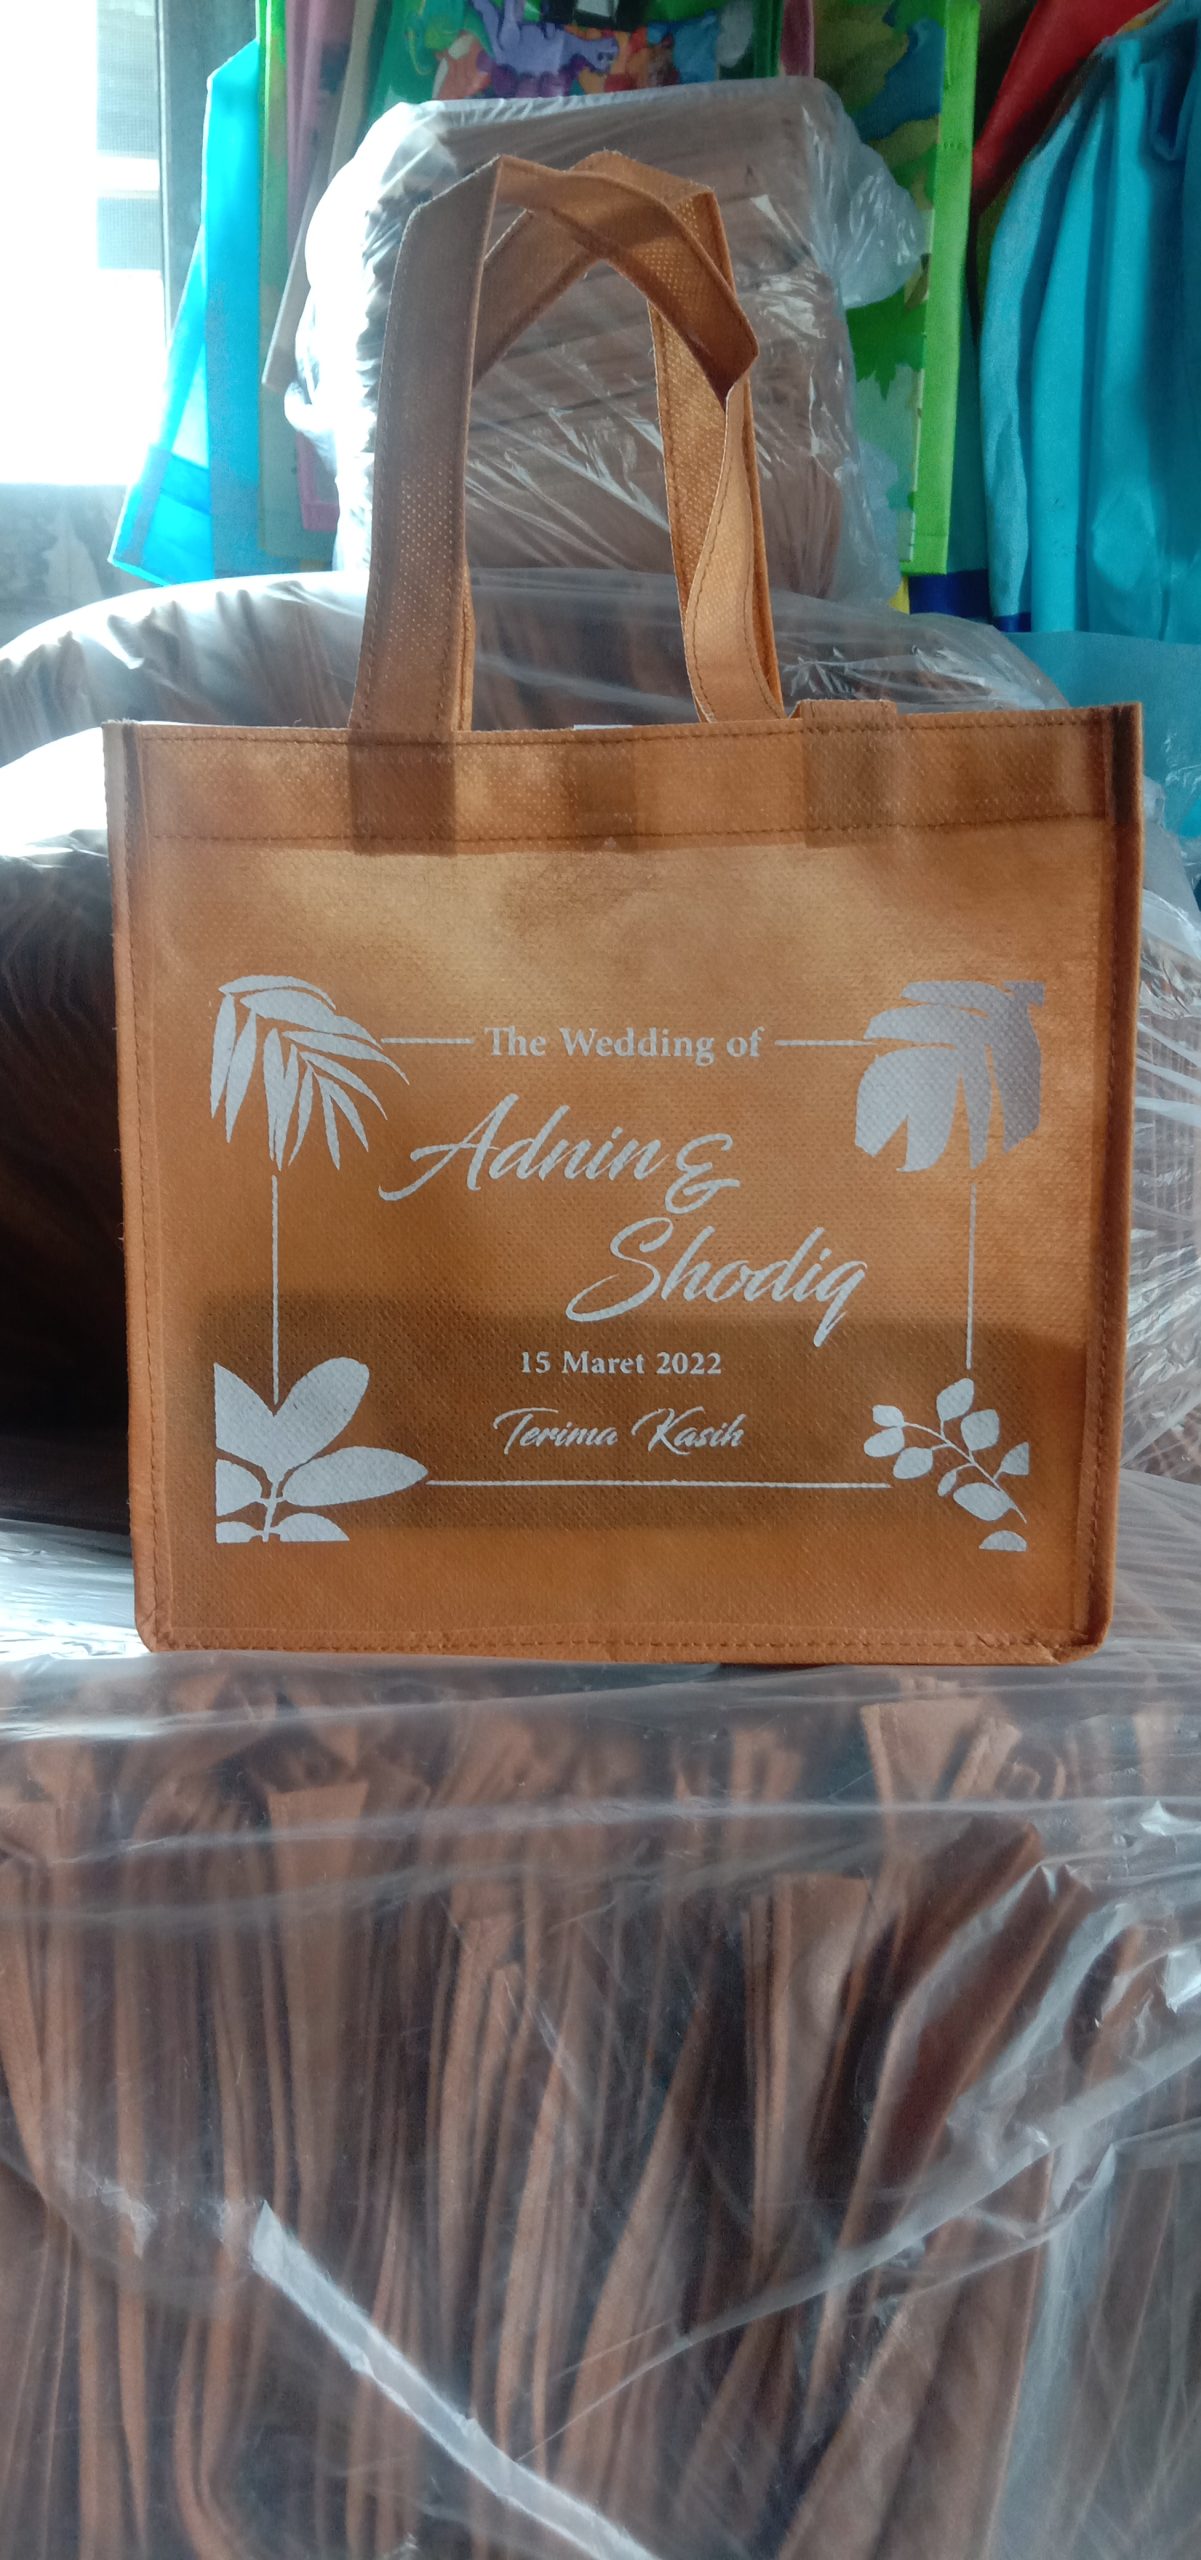 The Wedding of
Adnin &
Shodiq
15 Maret 2022
Terima Kasih